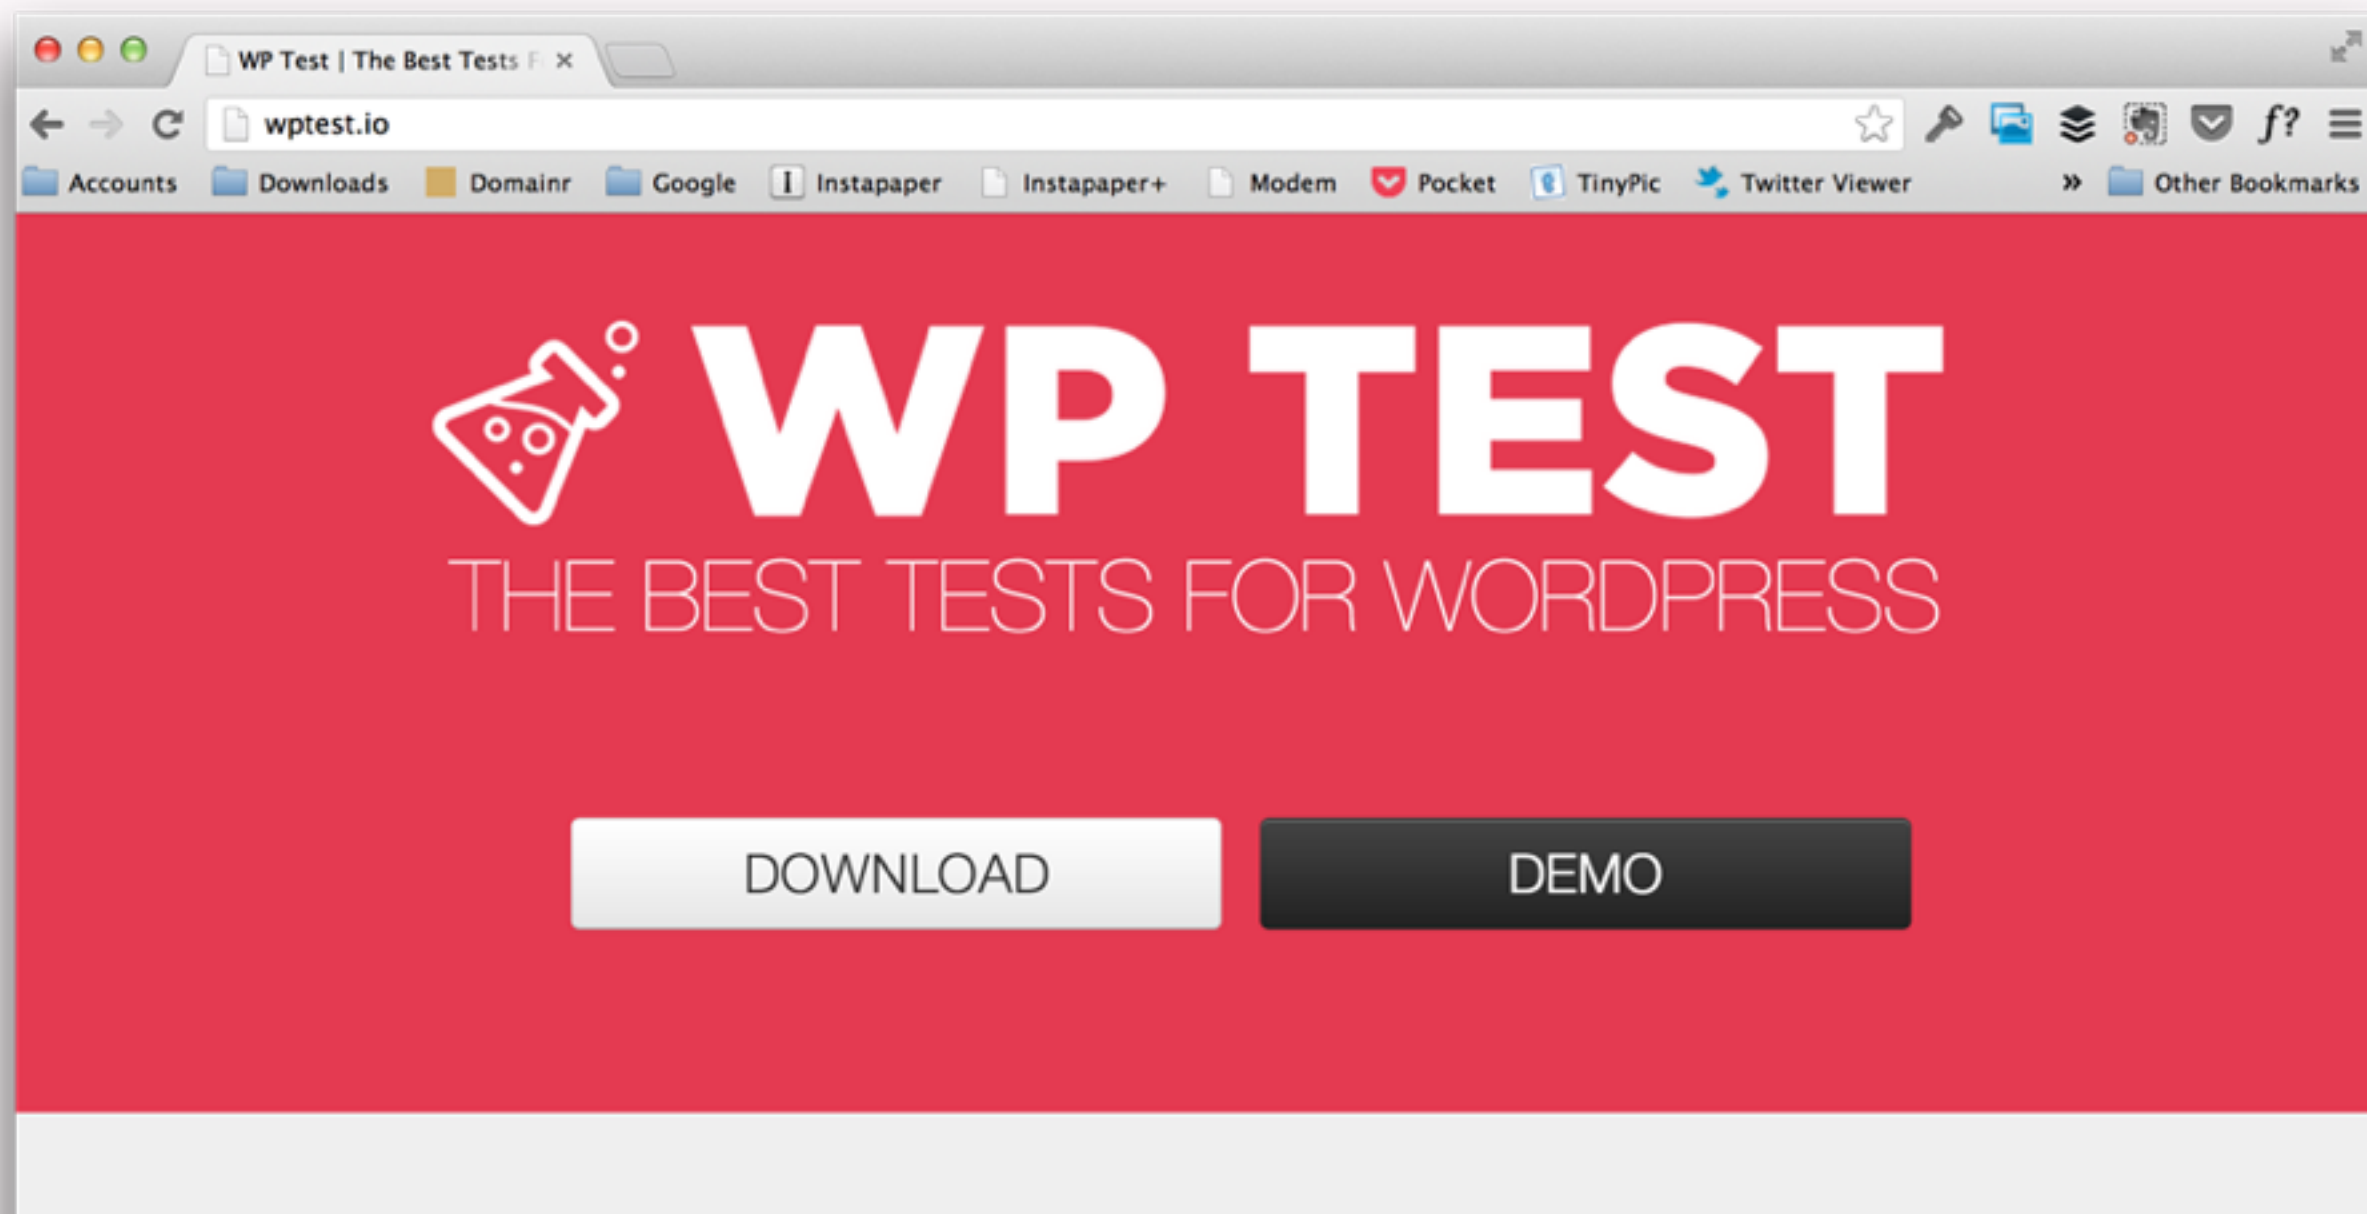 WP Test | The Best Tests F
wptest.io
f?
Accounts Downloads Domainr Google Instapaper Instapaper+ Modem Pocket TinyPic Twitter Viewer » Other Bookmarks
WP TEST
THE BEST TESTS FOR WORDPRESS
DOWNLOAD DEMO